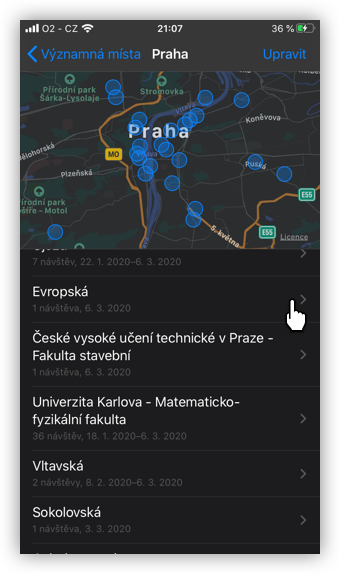 O2 - CZ
21:07
36 %
Významná místa
Praha
Upravit
Přírodní park
Šárka-Lysolaje
Stromovka
Vltava
Koněvova
Praha
Bělohorská
MO
Plzeňská
Ruská
Přírodní park
E55
5. května
E55
Licence
7 návštěv, 22. 1. 2020–6. 3. 2020
Evropská
1 návštěva, 6. 3. 2020
České vysoké učení technické v Praze -
Fakulta stavební
1 návštěva, 6. 3. 2020
Univerzita Karlova - Matematicko-
fyzikální fakulta
36 návštěv, 18. 1. 2020–6. 3. 2020
Vltavská
2 návštěvy, 8. 2. 2020–6. 3. 2020
Sokolovská
1 návštěva, 3. 3. 2020